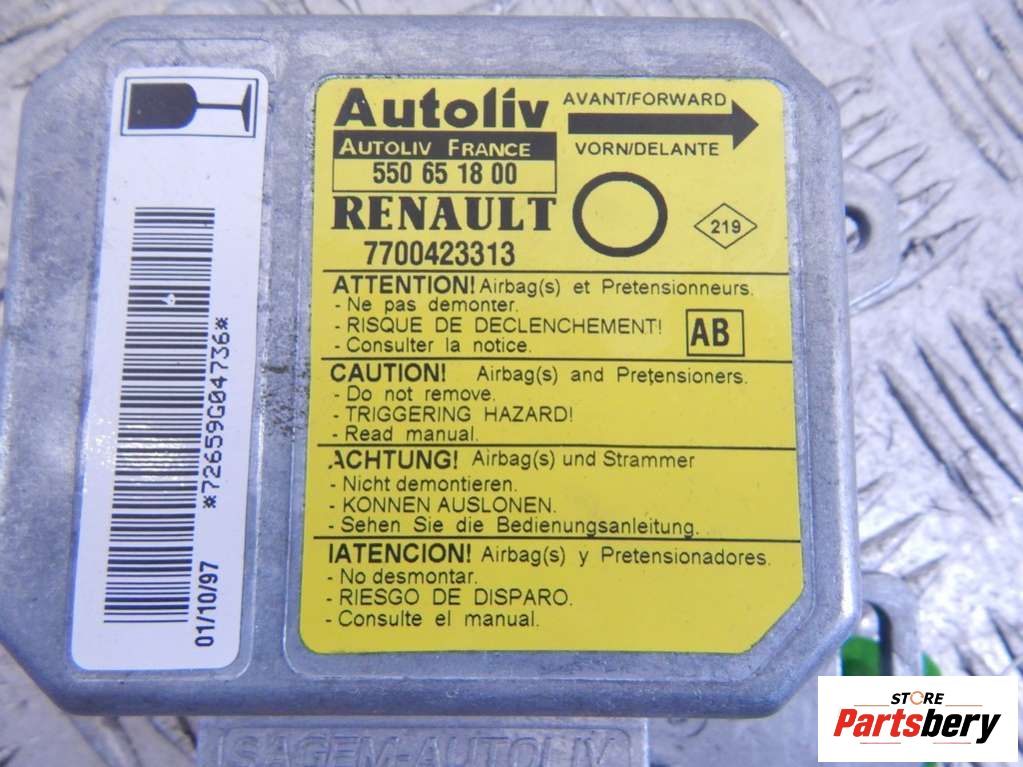 Autoliv
AUTOLIV FRANCE
550 65 18 00
RENAULT
7700423313
AVANT/FORWARD
VORN/DELANTE
219
ATTENTION! Airbag(s) et Pretensionneurs.
- Ne pas demonter.
- RISQUE DE DECLENCHEMENT!
- Consulter la notice.
AB
CAUTION! Airbag(s) and Pretensioners.
- Do not remove.
- TRIGGERING HAZARD!
- Read manual.
ACHTUNG! Airbag(s) und Strammer
- Nicht demontieren.
- KONNEN AUSLONEN.
- Sehen Sie die Bedienungsanleitung.
!ATENCION! Airbag(s) y Pretensionadores.
- No desmontar.
- RIESGO DE DISPARO.
- Consulte el manual.
*72659G04736*
01/10/97
SAGEM-AUTOLIV
STORE
Partsbery